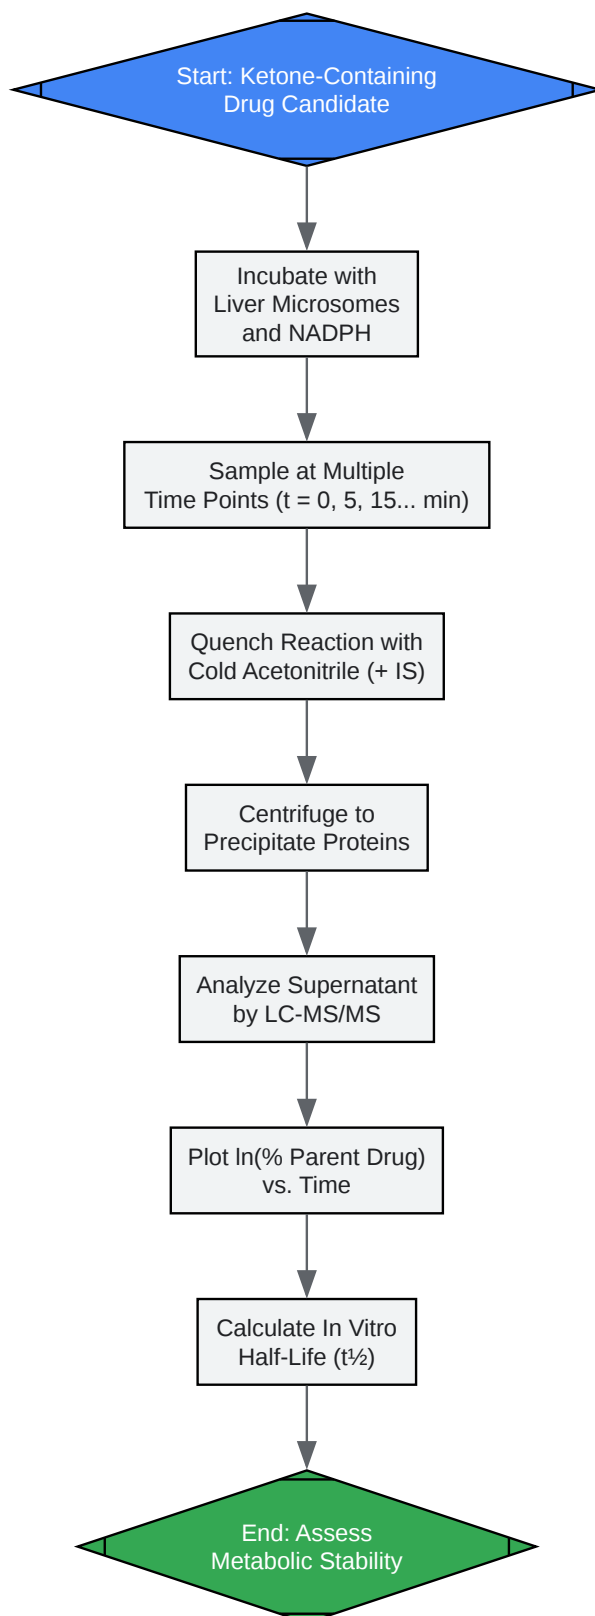 Start: Ketone-Containing
Drug Candidate
Incubate with
Liver Microsomes
and NADPH
Sample at Multiple
Time Points (t = 0, 5, 15... min)
Quench Reaction with
Cold Acetonitrile (+ IS)
Centrifuge to
Precipitate Proteins
Analyze Supernatant
by LC-MS/MS
Plot ln(% Parent Drug)
vs. Time
Calculate In Vitro
Half-Life (t½)
End: Assess
Metabolic Stability